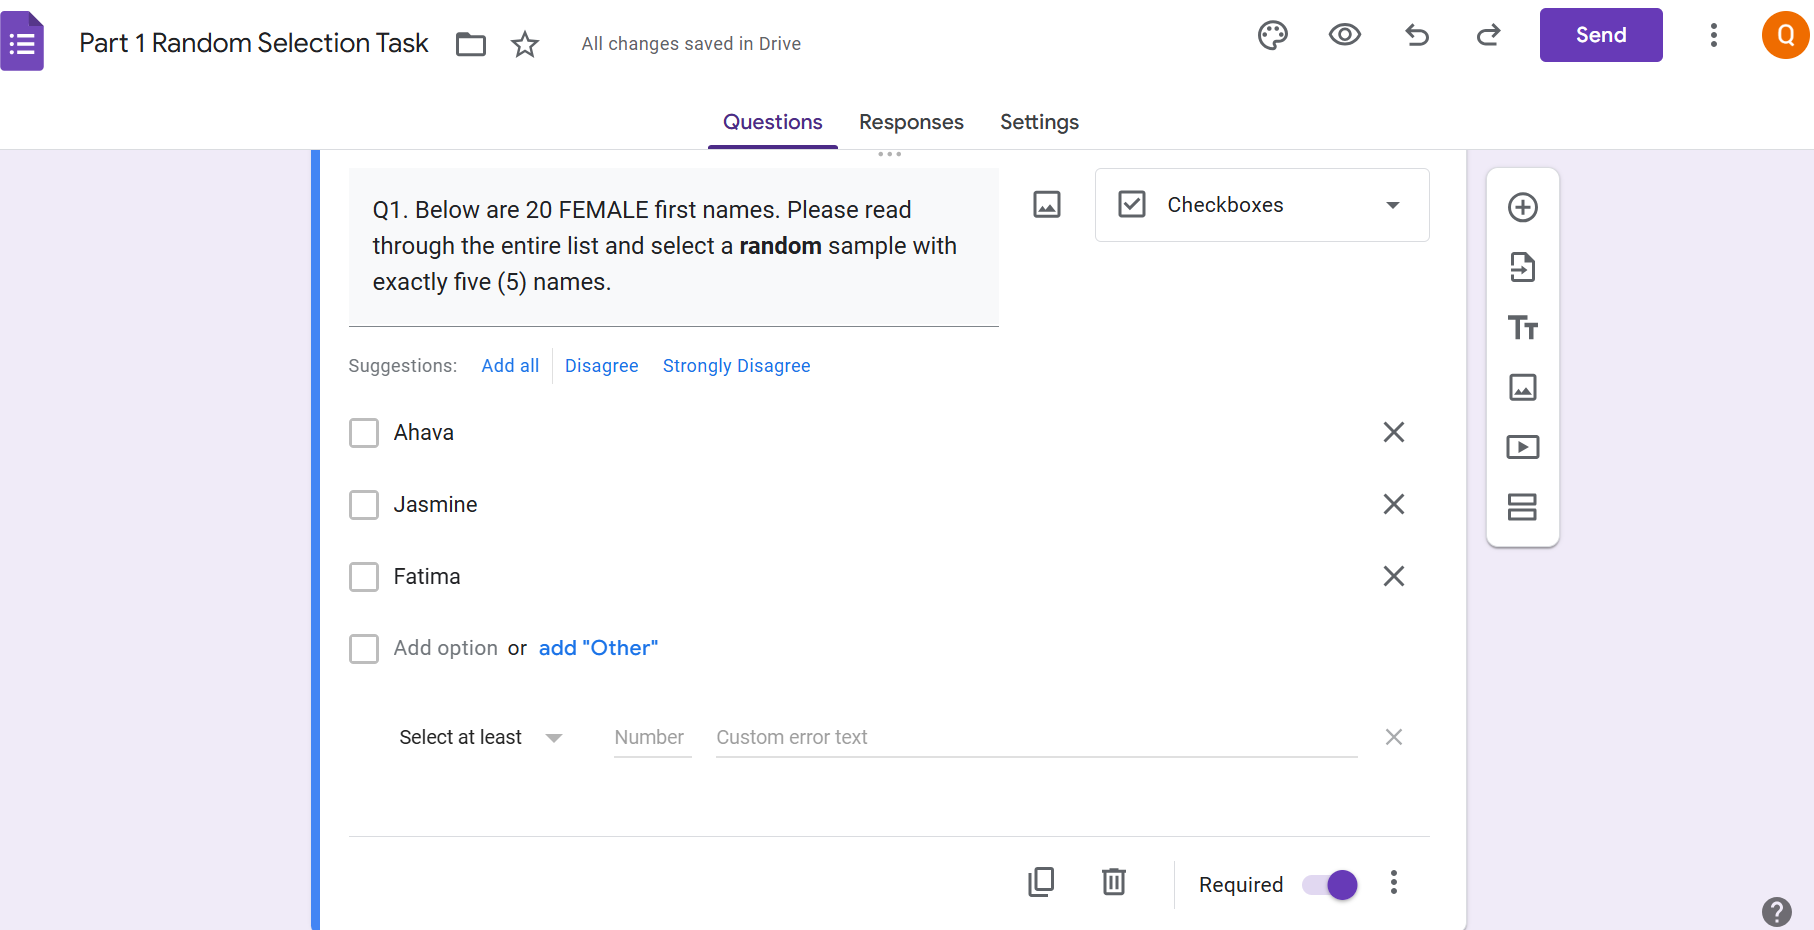 Part 1 Random Selection Task
All changes saved in Drive
Send
Q
Questions
Responses
Settings
Q1. Below are 20 FEMALE first names. Please read
through the entire list and select a random sample with
exactly five (5) names.
Checkboxes
Suggestions:
Add all
Disagree
Strongly Disagree
Ahava
Jasmine
Fatima
Add option or add "Other"
Select at least
Number
Custom error text
Required